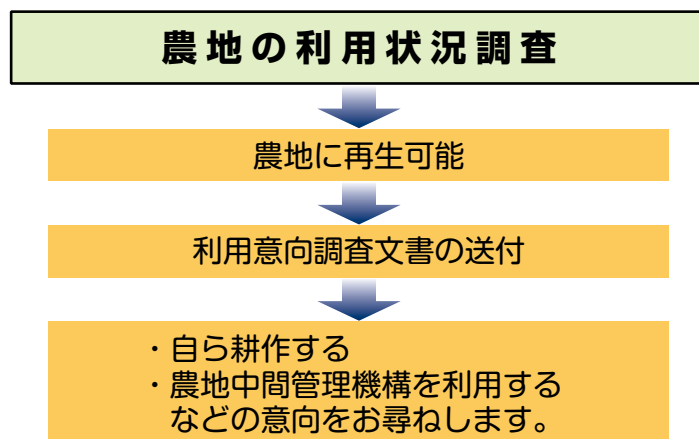 農地の利用状況調査
農地に再生可能
利用意向調査文書の送付
・自ら耕作する
・農地中間管理機構を利用する
などの意向をお尋ねします。